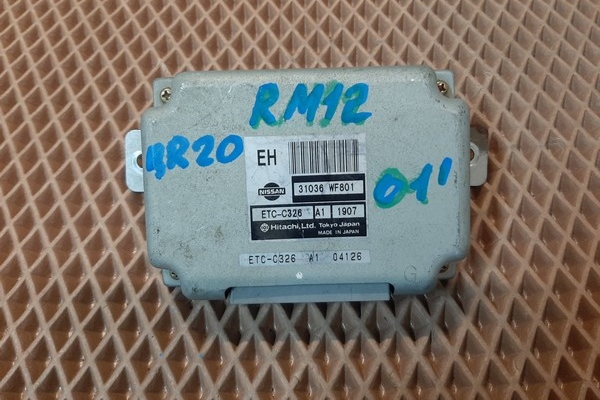 RM12
QR20
01'
EH
NISSAN
31036 WF801
ETC-C326 A1 1907
Hitachi, Ltd. Tokyo Japan
MADE IN JAPAN
ETC-C326 A1 04126